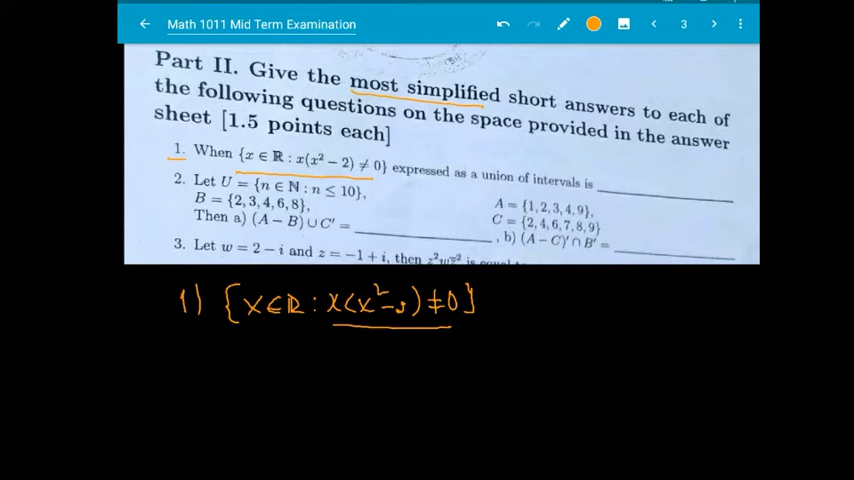 Math 1011 Mid Term Examination
3
Part II. Give the most simplified short answers to each of
the following questions on the space provided in the answer
sheet [1.5 points each]
1. When {x ∈ ℝ : x(x² − 2) ≠ 0} expressed as a union of intervals is
2. Let U = {n ∈ ℕ : n ≤ 10}, A = {1, 2, 3, 4, 9},
B = {2, 3, 4, 6, 8}, C = {2, 4, 6, 7, 8, 9}
Then a) (A − B) ∪ C′ = , b) (A − C)′ ∩ B′ =
3. Let w = 2 − i and z = −1 + i, then
1) {x ∈ ℝ : x(x²
) ≠ 0}